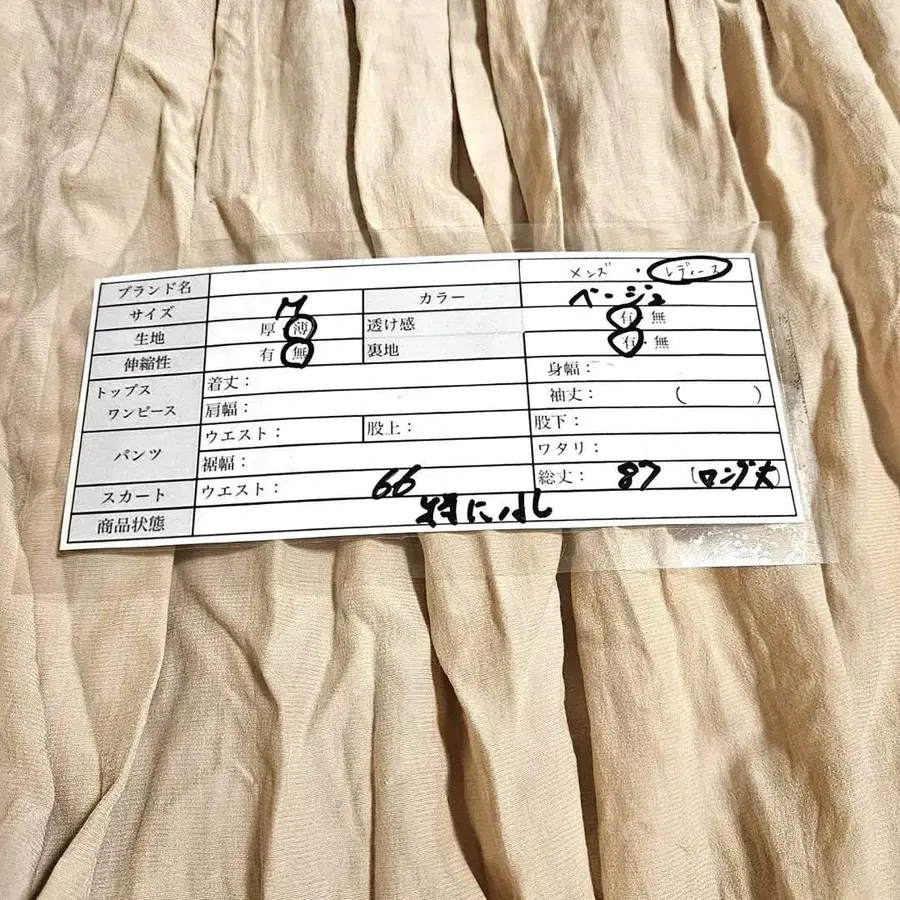 ブランド名 メンズ ・ レディース
サイズ M カラー ベージュ
生地 厚 薄 透け感 有・無
伸縮性 有 無 裏地 有・無
トップス ワンピース 着丈： 身幅：
肩幅： 袖丈： ( )
パンツ ウエスト： 股上： 股下：
裾幅： ワタリ：
スカート ウエスト： 66 総丈： 87 (ロング丈)
商品状態 特に無し